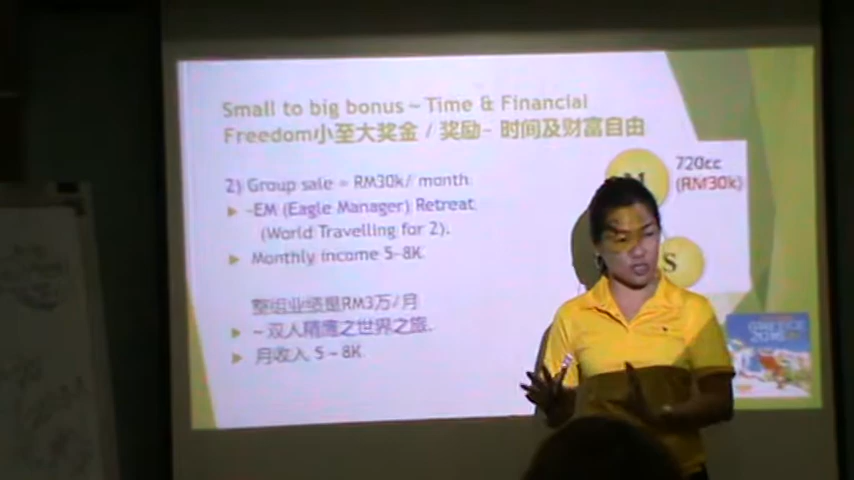 Small to big bonus ~ Time & Financial
Freedom小至大奖金 / 奖励- 时间及财富自由
2) Group sale = RM30k/ month
-EM (Eagle Manager) Retreat
(World Travelling for 2).
Monthly income 5-8K
整组业绩是RM3万/月
~双人精鹰之世界之旅.
月收入 5 - 8K
720cc
(RM30k)
M
S
GREECE
2016